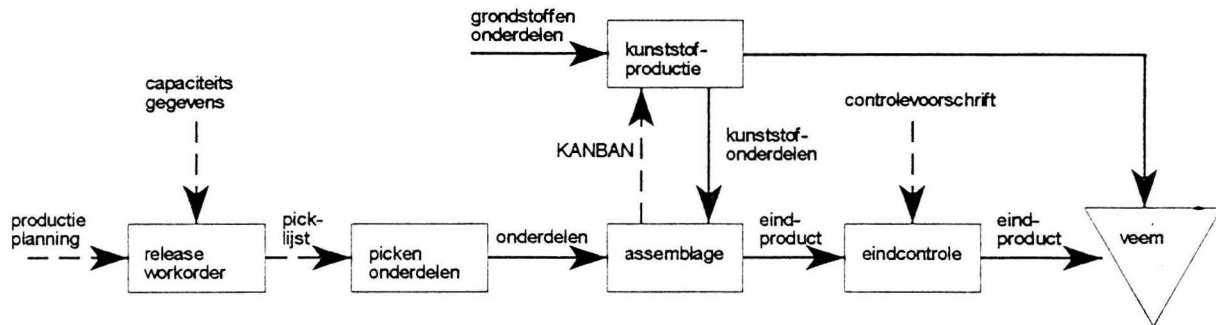 grondstoffen
onderdelen
kunststof-
productie
capaciteits
gegevens
controlevoorschrift
KANBAN
kunststof-
onderdelen
productie
planning
release
workorder
pick-
lijst
picken
onderdelen
onderdelen
assemblage
eind-
product
eindcontrole
eind-
product
veem